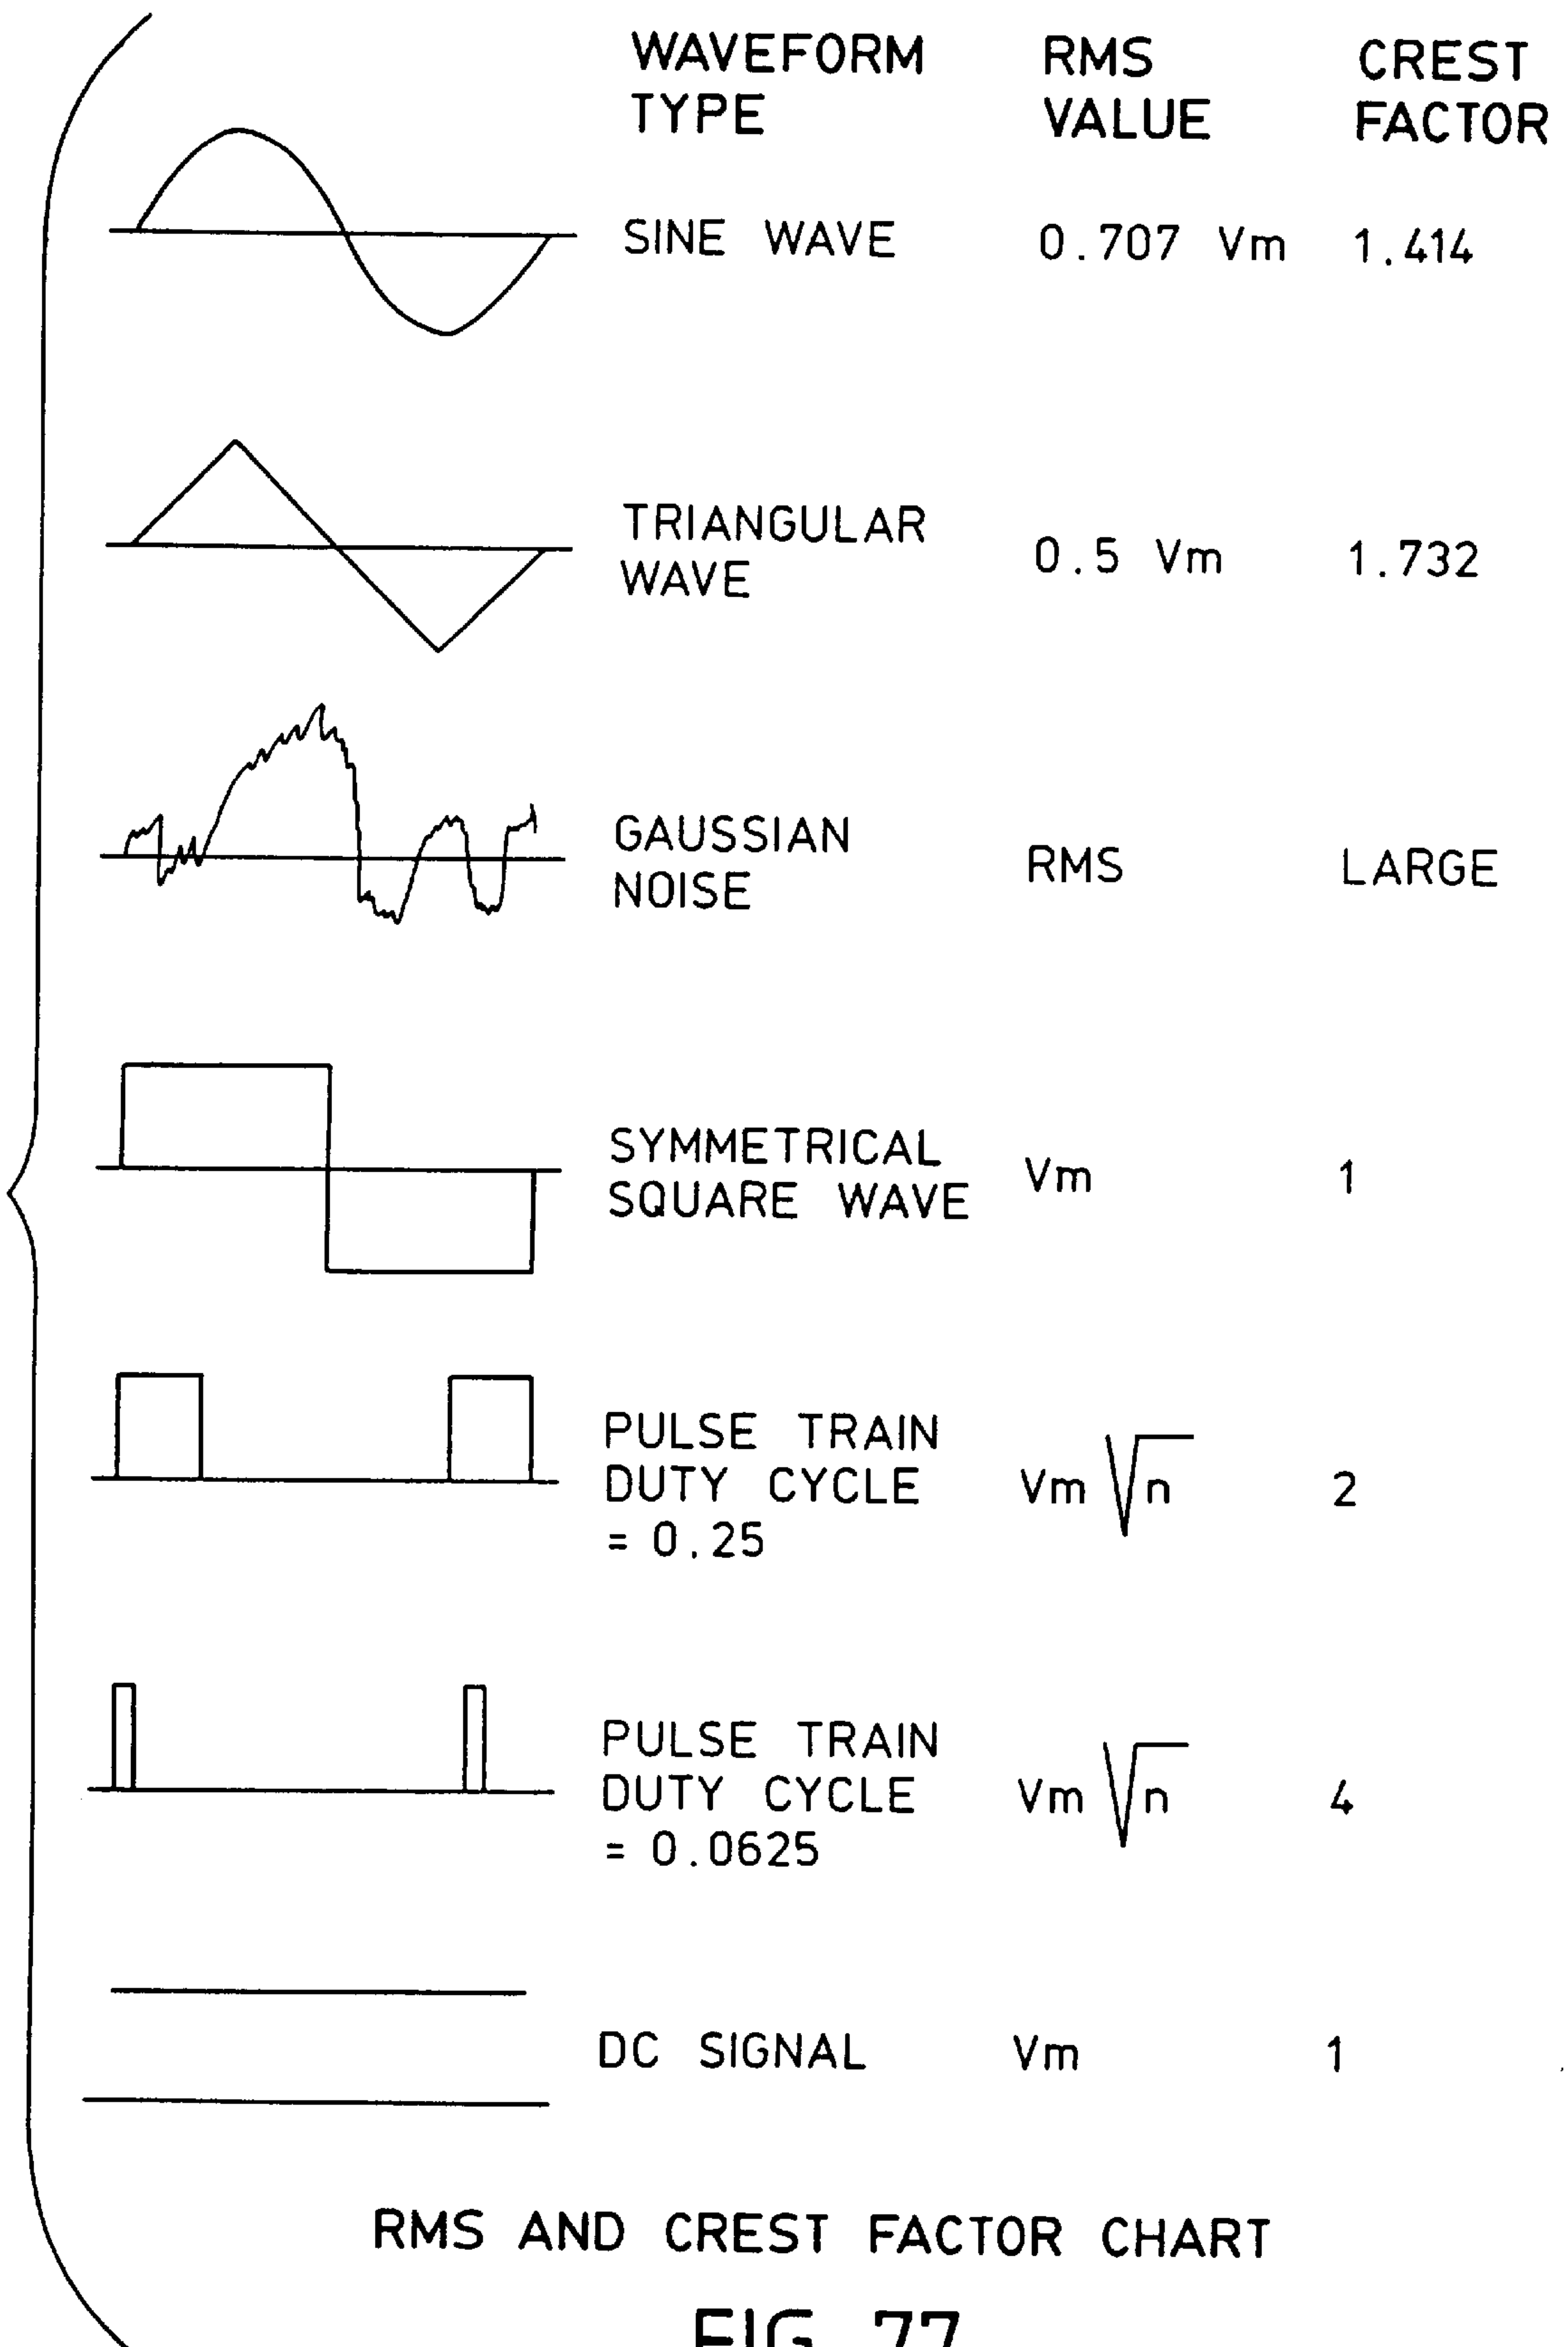 WAVEFORM TYPE RMS VALUE CREST FACTOR
SINE WAVE 0.707 Vm 1.414
TRIANGULAR WAVE 0.5 Vm 1.732
GAUSSIAN NOISE RMS LARGE
SYMMETRICAL SQUARE WAVE Vm 1
PULSE TRAIN DUTY CYCLE = 0.25 Vm √n 2
PULSE TRAIN DUTY CYCLE = 0.0625 Vm √n 4
DC SIGNAL Vm 1
RMS AND CREST FACTOR CHART
FIG. 77